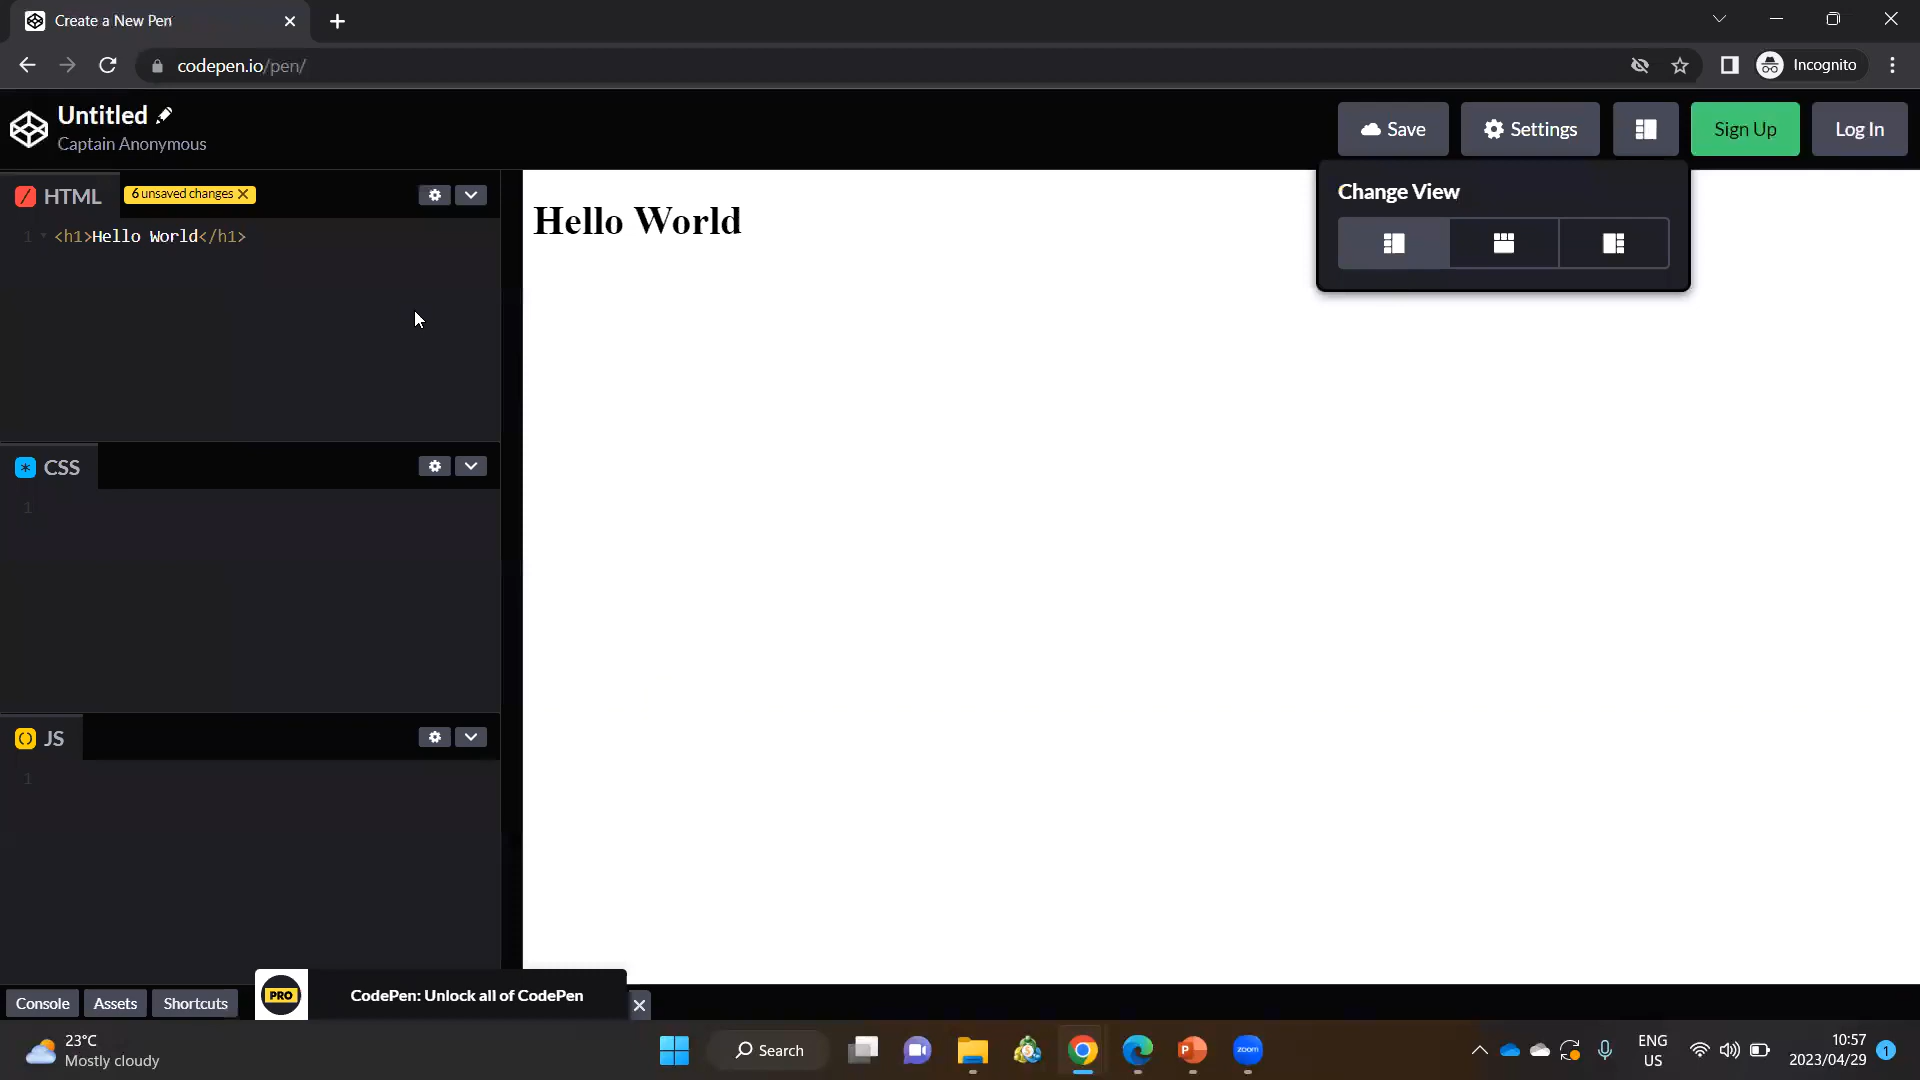 Create a New Pen
codepen.io/pen/
Incognito
Untitled
Captain Anonymous
Save
Settings
Sign Up
Log In
HTML
6 unsaved changes
1
<h1>Hello World</h1>
Hello World
Change View
CSS
1
JS
1
Console
Assets
Shortcuts
PRO
CodePen: Unlock all of CodePen
23°C
Mostly cloudy
Search
P
zoom
ENG
US
10:57
2023/04/29
1